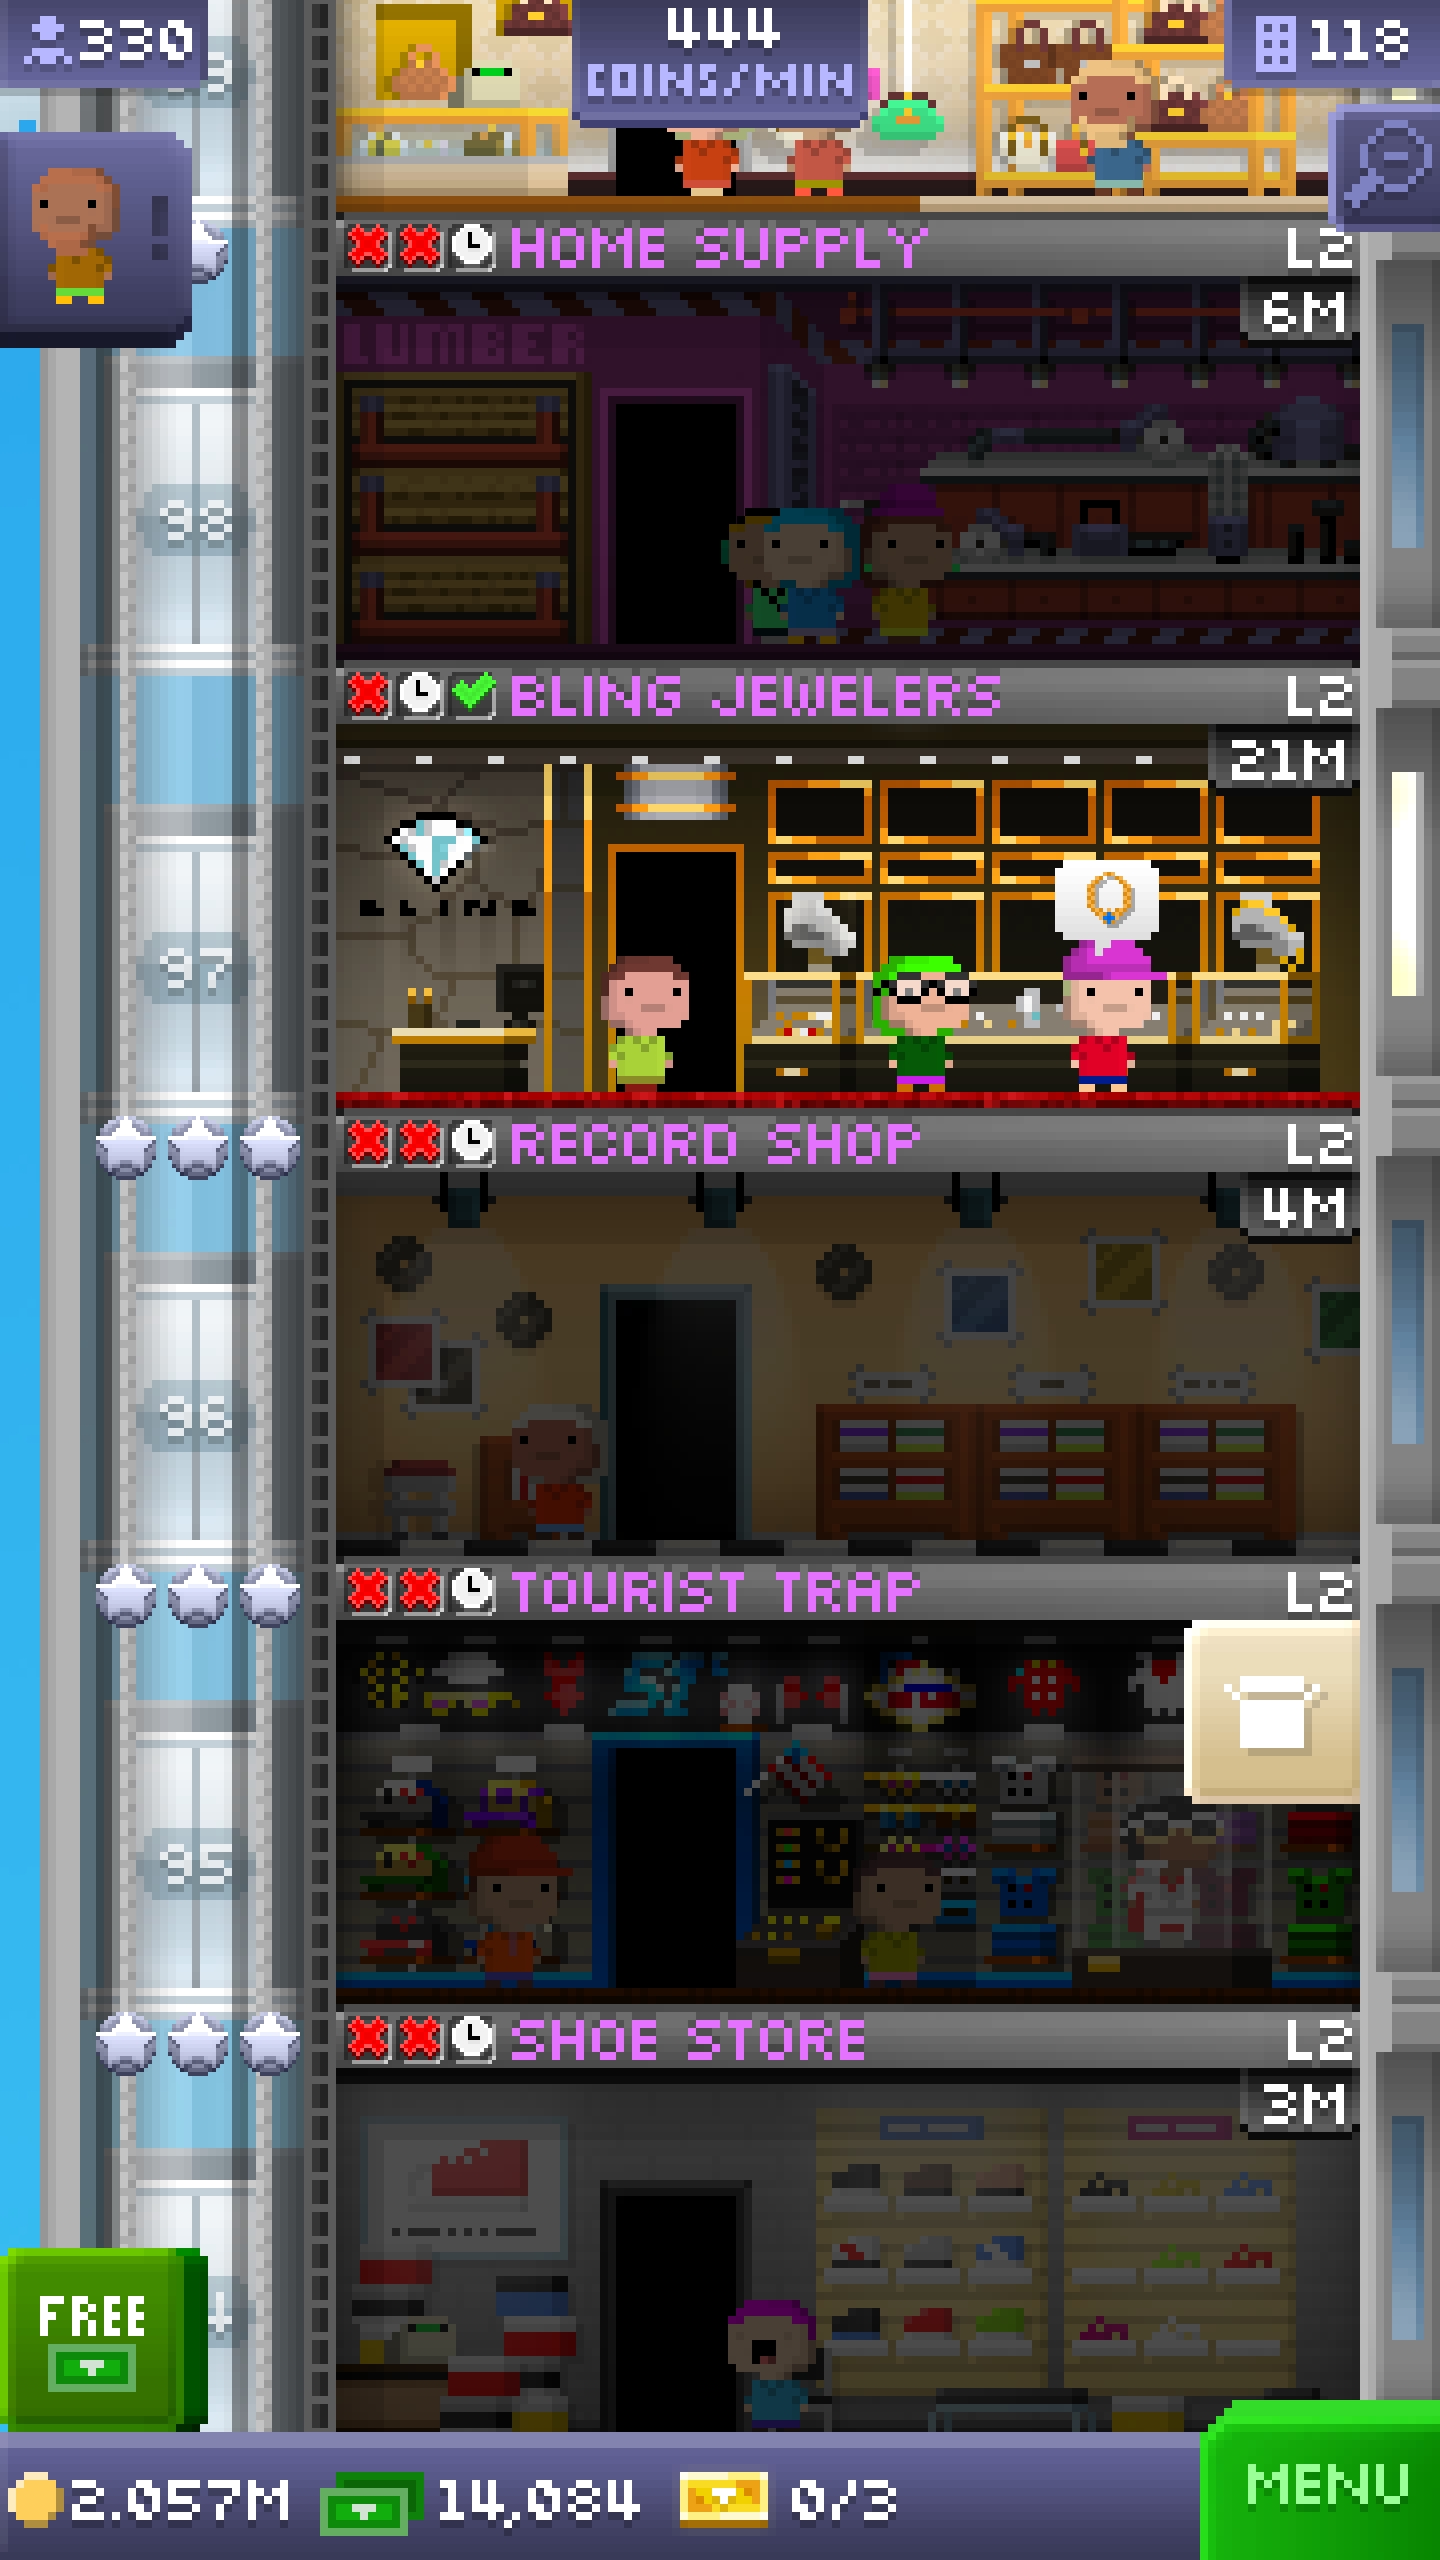 330
444
COINS/MIN
118
HOME SUPPLY
L2
6M
LUMBER
98
BLING JEWELERS
L2
21M
BLING
97
RECORD SHOP
L2
4M
96
TOURIST TRAP
L2
95
SHOE STORE
L2
3M
FREE
2.057M
14,084
0/3
MENU